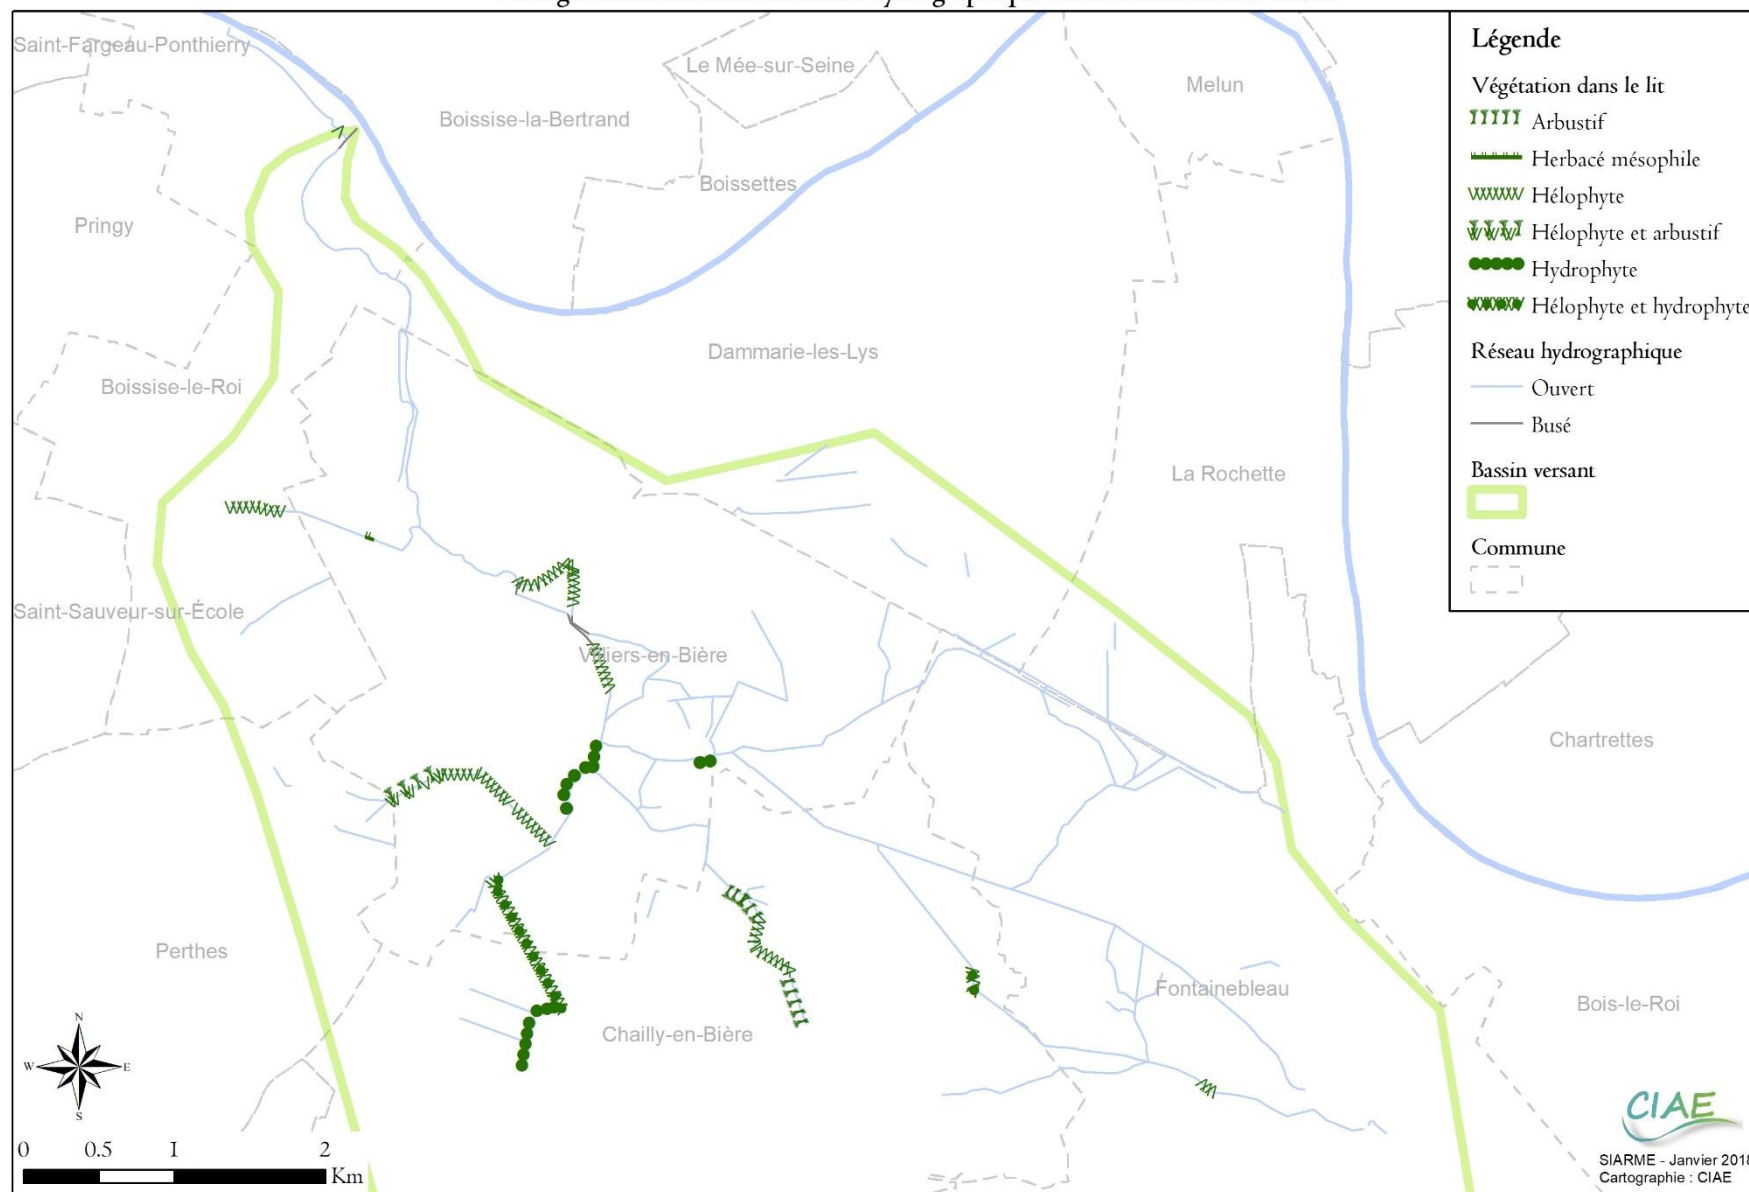 Saint-Fargeau-Ponthierry
Le Mée-sur-Seine
Melun
Boissise-la-Bertrand
Boissettes
Pringy
Dammarie-les-Lys
Boissise-le-Roi
La Rochette
Saint-Sauveur-sur-École
Villiers-en-Bière
Chartrettes
Perthes
Fontainebleau
Bois-le-Roi
Chailly-en-Bière
Légende
Végétation dans le lit
Arbustif
Herbacé mésophile
Hélophyte
Hélophyte et arbustif
Hydrophyte
Hélophyte et hydrophyte
Réseau hydrographique
Ouvert
Busé
Bassin versant
Commune
N
W E
S
0 0.5 1 2
Km
CIAE
SIARME - Janvier 2018
Cartographie : CIAE